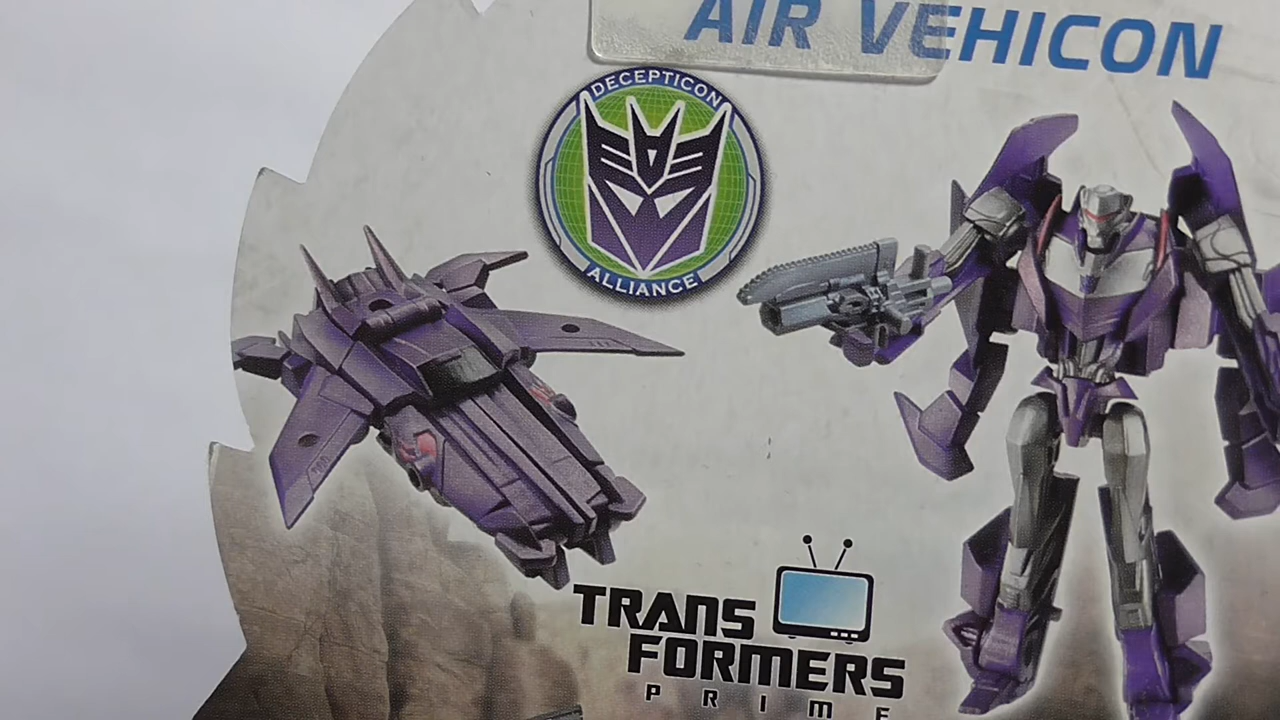 AIR VEHICON
DECEPTICON
ALLIANCE
TRANS
FORMERS
PRIME